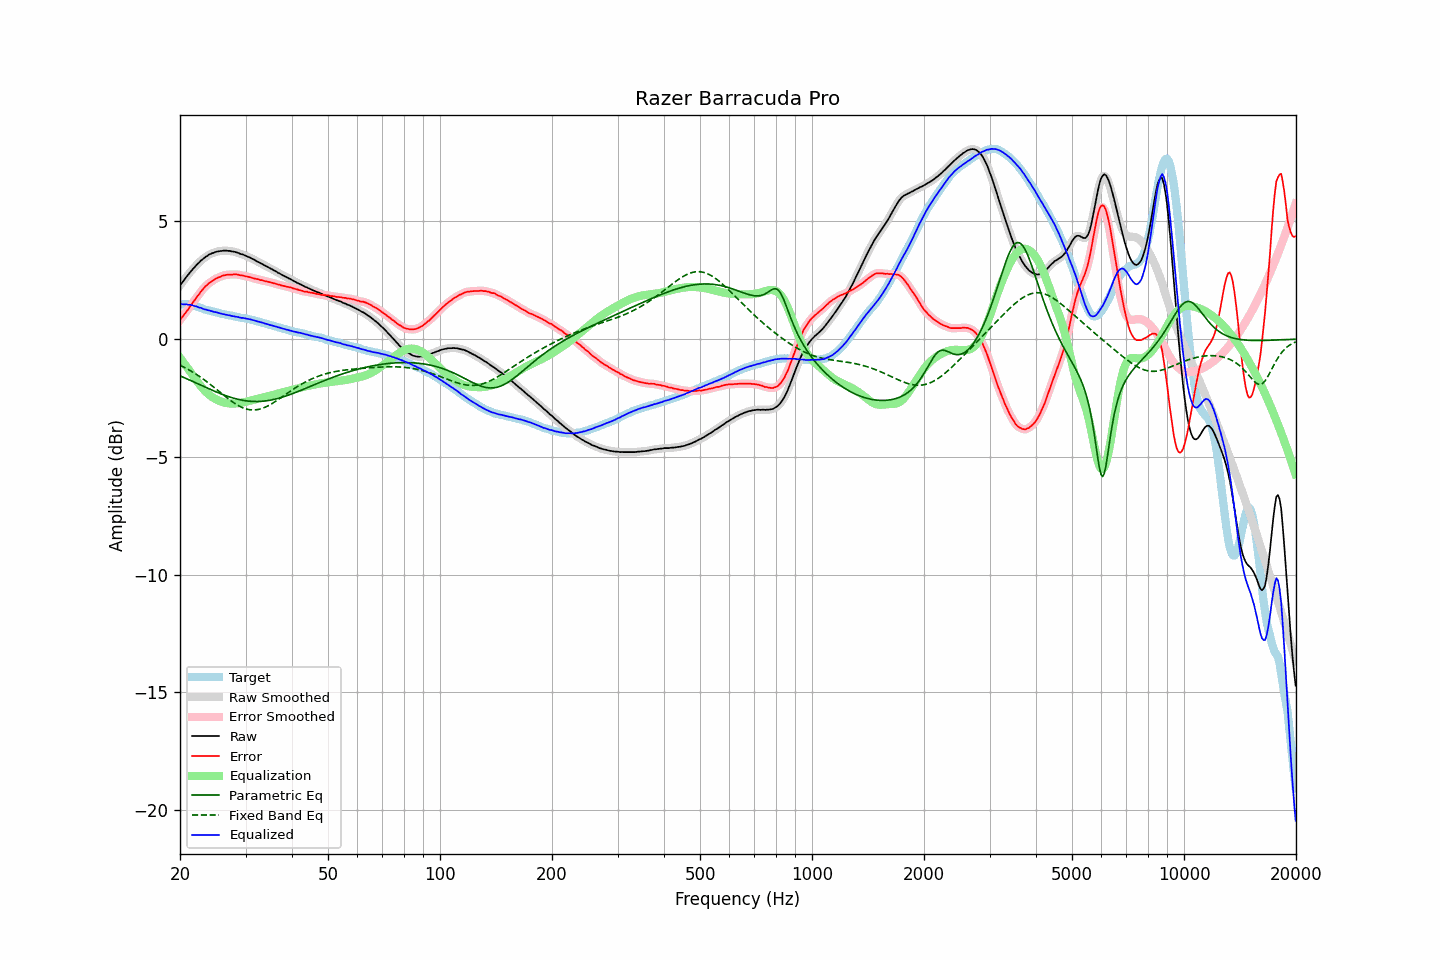 Razer Barracuda Pro
Amplitude (dBr)
5
0
−5
−10
−15
−20
Target
Raw Smoothed
Error Smoothed
Raw
Error
Equalization
Parametric Eq
Fixed Band Eq
Equalized
20 50 100 200 500 1000 2000 5000 10000 20000
Frequency (Hz)